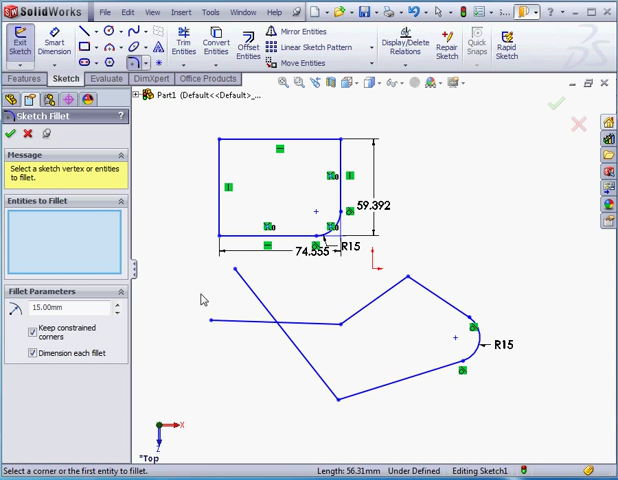 SolidWorks
File Edit View Insert Tools Window Help
Exit Sketch
Smart Dimension
Trim Entities
Convert Entities
Offset Entities
Mirror Entities
Linear Sketch Pattern
Move Entities
Display/Delete Relations
Repair Sketch
Quick Snaps
Rapid Sketch
Features Sketch Evaluate DimXpert Office Products
Part1 (Default<<Default>_...
Sketch Fillet ?
Message
Select a sketch vertex or entities to fillet.
Entities to Fillet
Fillet Parameters
15.00mm
Keep constrained corners
Dimension each fillet
59.392
74.555
R15
R15
X
Z
*Top
Select a corner or the first entity to fillet.
Length: 56.31mm Under Defined Editing Sketch1